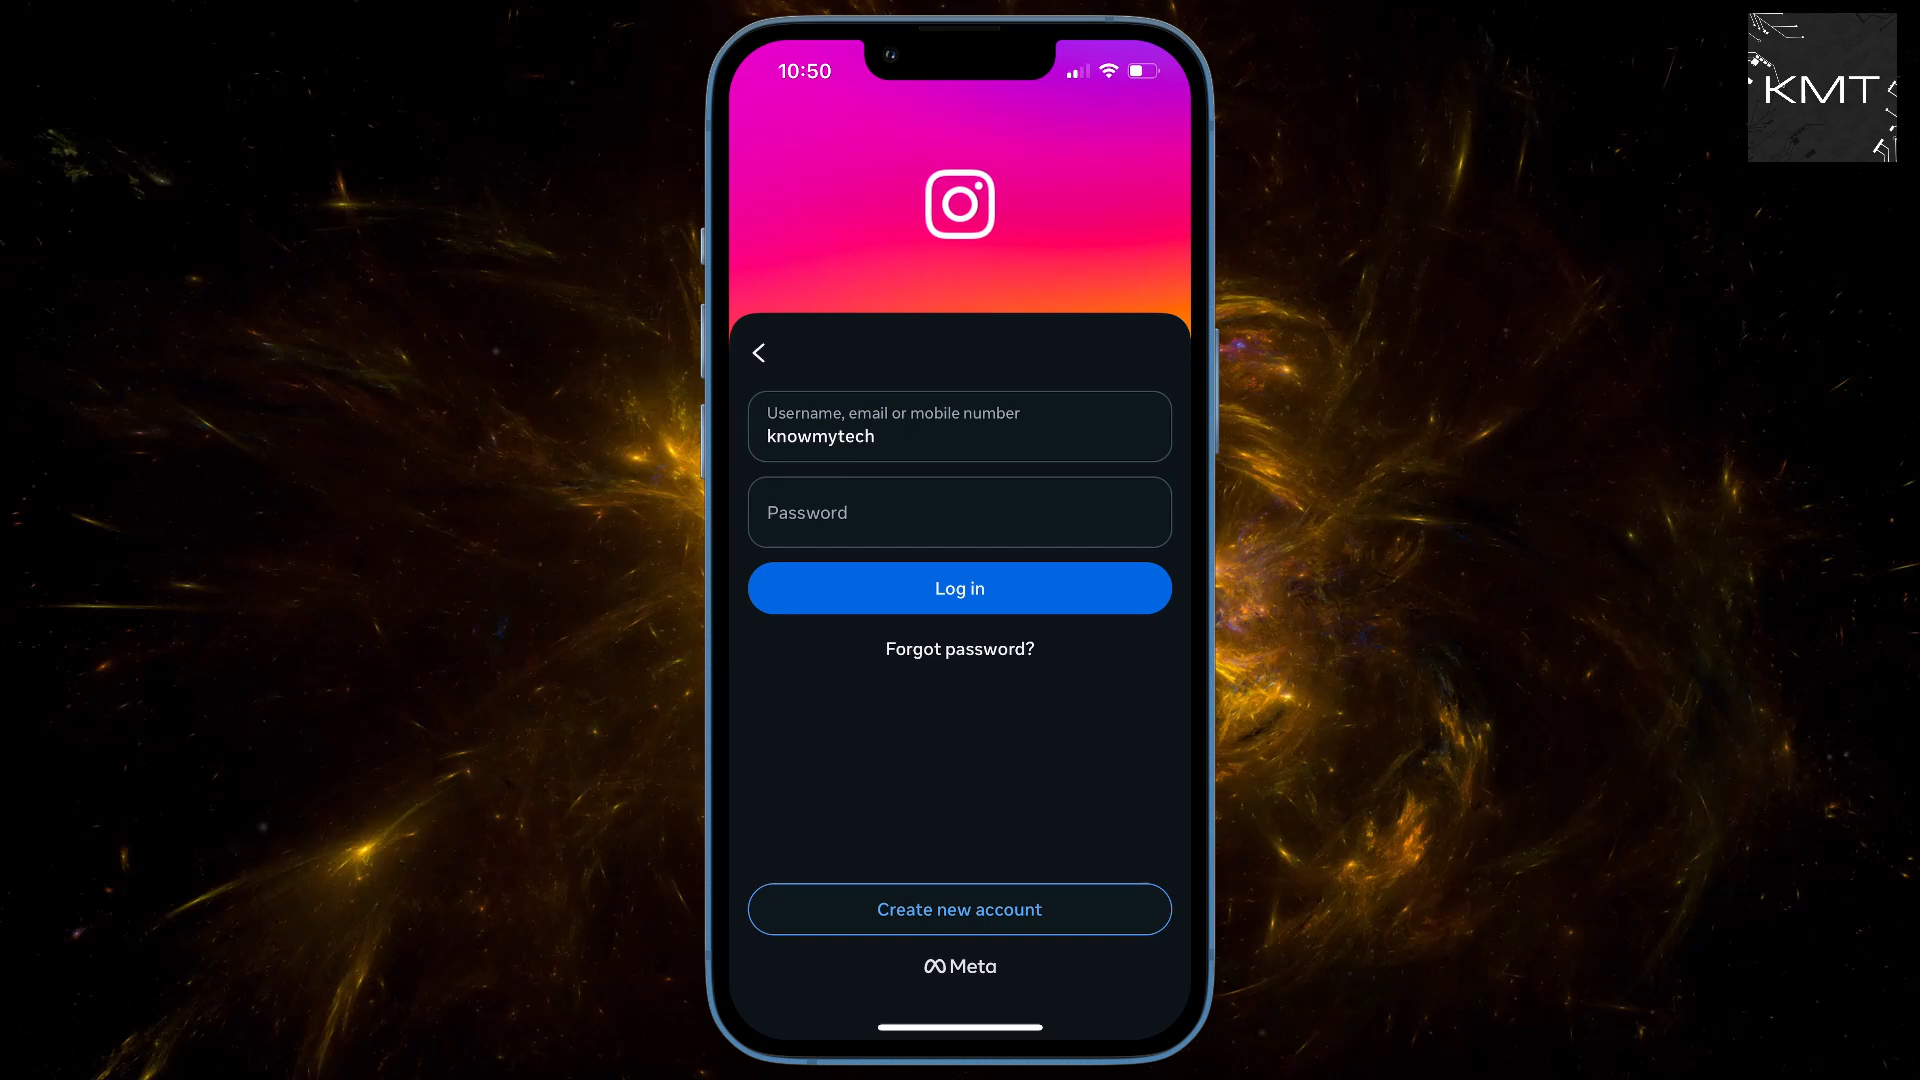 10:50
KMT
Username, email or mobile number
knowmytech
Password
Log in
Forgot password?
Create new account
Meta